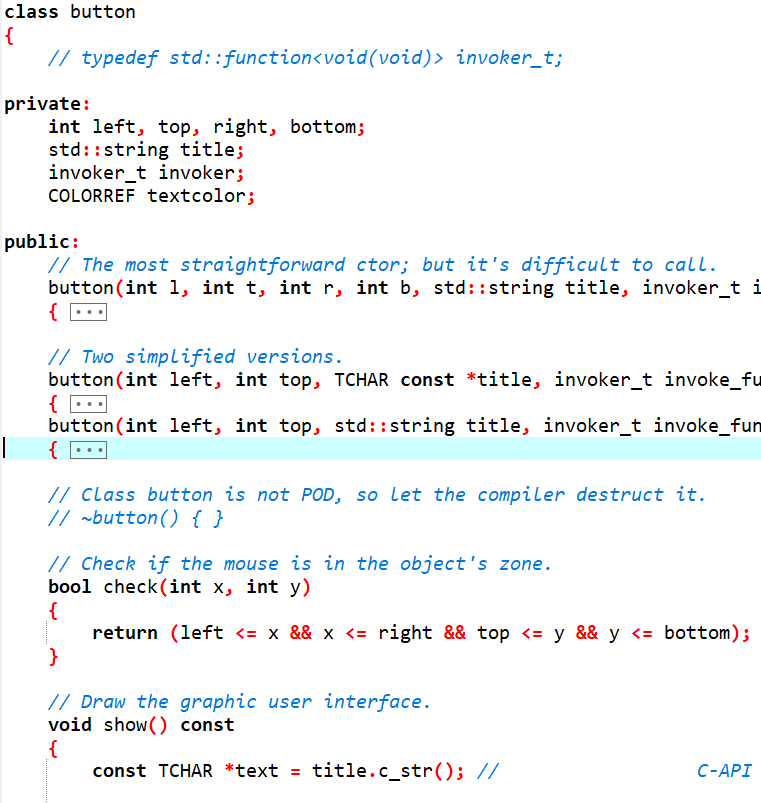 class button
{
// typedef std::function<void(void)> invoker_t;
private:
int left, top, right, bottom;
std::string title;
invoker_t invoker;
COLORREF textcolor;
public:
// The most straightforward ctor; but it's difficult to call.
button(int l, int t, int r, int b, std::string title, invoker_t i
{ ...
// Two simplified versions.
button(int left, int top, TCHAR const *title, invoker_t invoke_fu
{ ...
button(int left, int top, std::string title, invoker_t invoke_fun
{ ...
// Class button is not POD, so let the compiler destruct it.
// ~button() { }
// Check if the mouse is in the object's zone.
bool check(int x, int y)
{
return (left <= x && x <= right && top <= y && y <= bottom);
}
// Draw the graphic user interface.
void show() const
{
const TCHAR *text = title.c_str(); // C-API